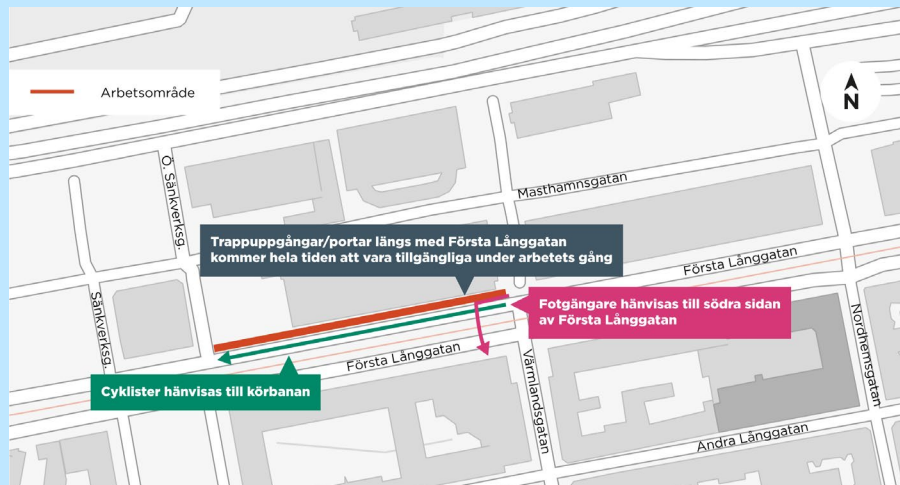 Arbetsområde
N
Ö. Sänkverksg.
Masthamnsgatan
Trappuppgångar/portar längs med Första Långgatan
kommer hela tiden att vara tillgängliga under arbetets gång
Första Långgatan
Sänkverksg.
Fotgängare hänvisas till södra sidan
av Första Långgatan
Nordhemsgatan
Första Långgatan
Värmlandsgatan
Cyklister hänvisas till körbanan
Andra Långgatan